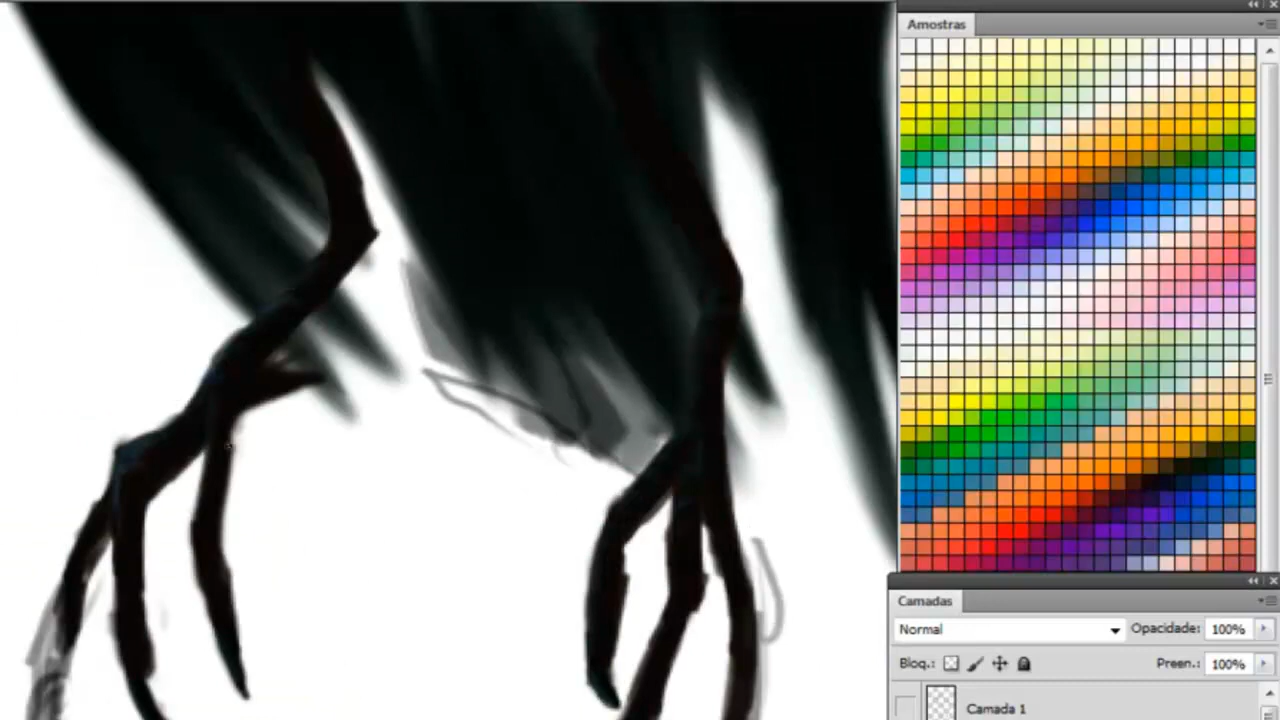 Amostras
Camadas
Normal
Opacidade: 100%
Bloq.:
Preen.: 100%
Camada 1